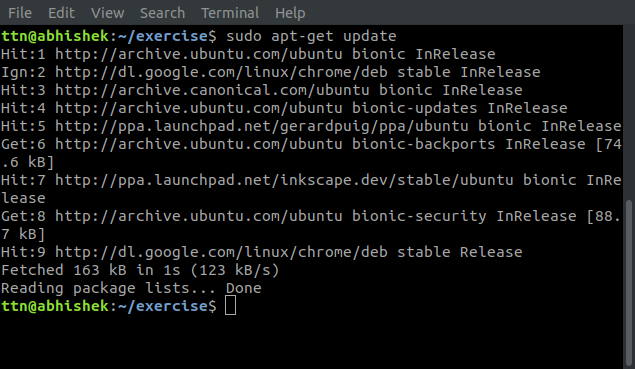 File Edit View Search Terminal Help
ttn@abhishek:~/exercise$ sudo apt-get update
Hit:1 http://archive.ubuntu.com/ubuntu bionic InRelease
Ign:2 http://dl.google.com/linux/chrome/deb stable InRelease
Hit:3 http://archive.canonical.com/ubuntu bionic InRelease
Hit:4 http://archive.ubuntu.com/ubuntu bionic-updates InRelease
Hit:5 http://ppa.launchpad.net/gerardpuig/ppa/ubuntu bionic InRelease
Get:6 http://archive.ubuntu.com/ubuntu bionic-backports InRelease [74
.6 kB]
Hit:7 http://ppa.launchpad.net/inkscape.dev/stable/ubuntu bionic InRe
lease
Get:8 http://archive.ubuntu.com/ubuntu bionic-security InRelease [88.
7 kB]
Hit:9 http://dl.google.com/linux/chrome/deb stable Release
Fetched 163 kB in 1s (123 kB/s)
Reading package lists... Done
ttn@abhishek:~/exercise$